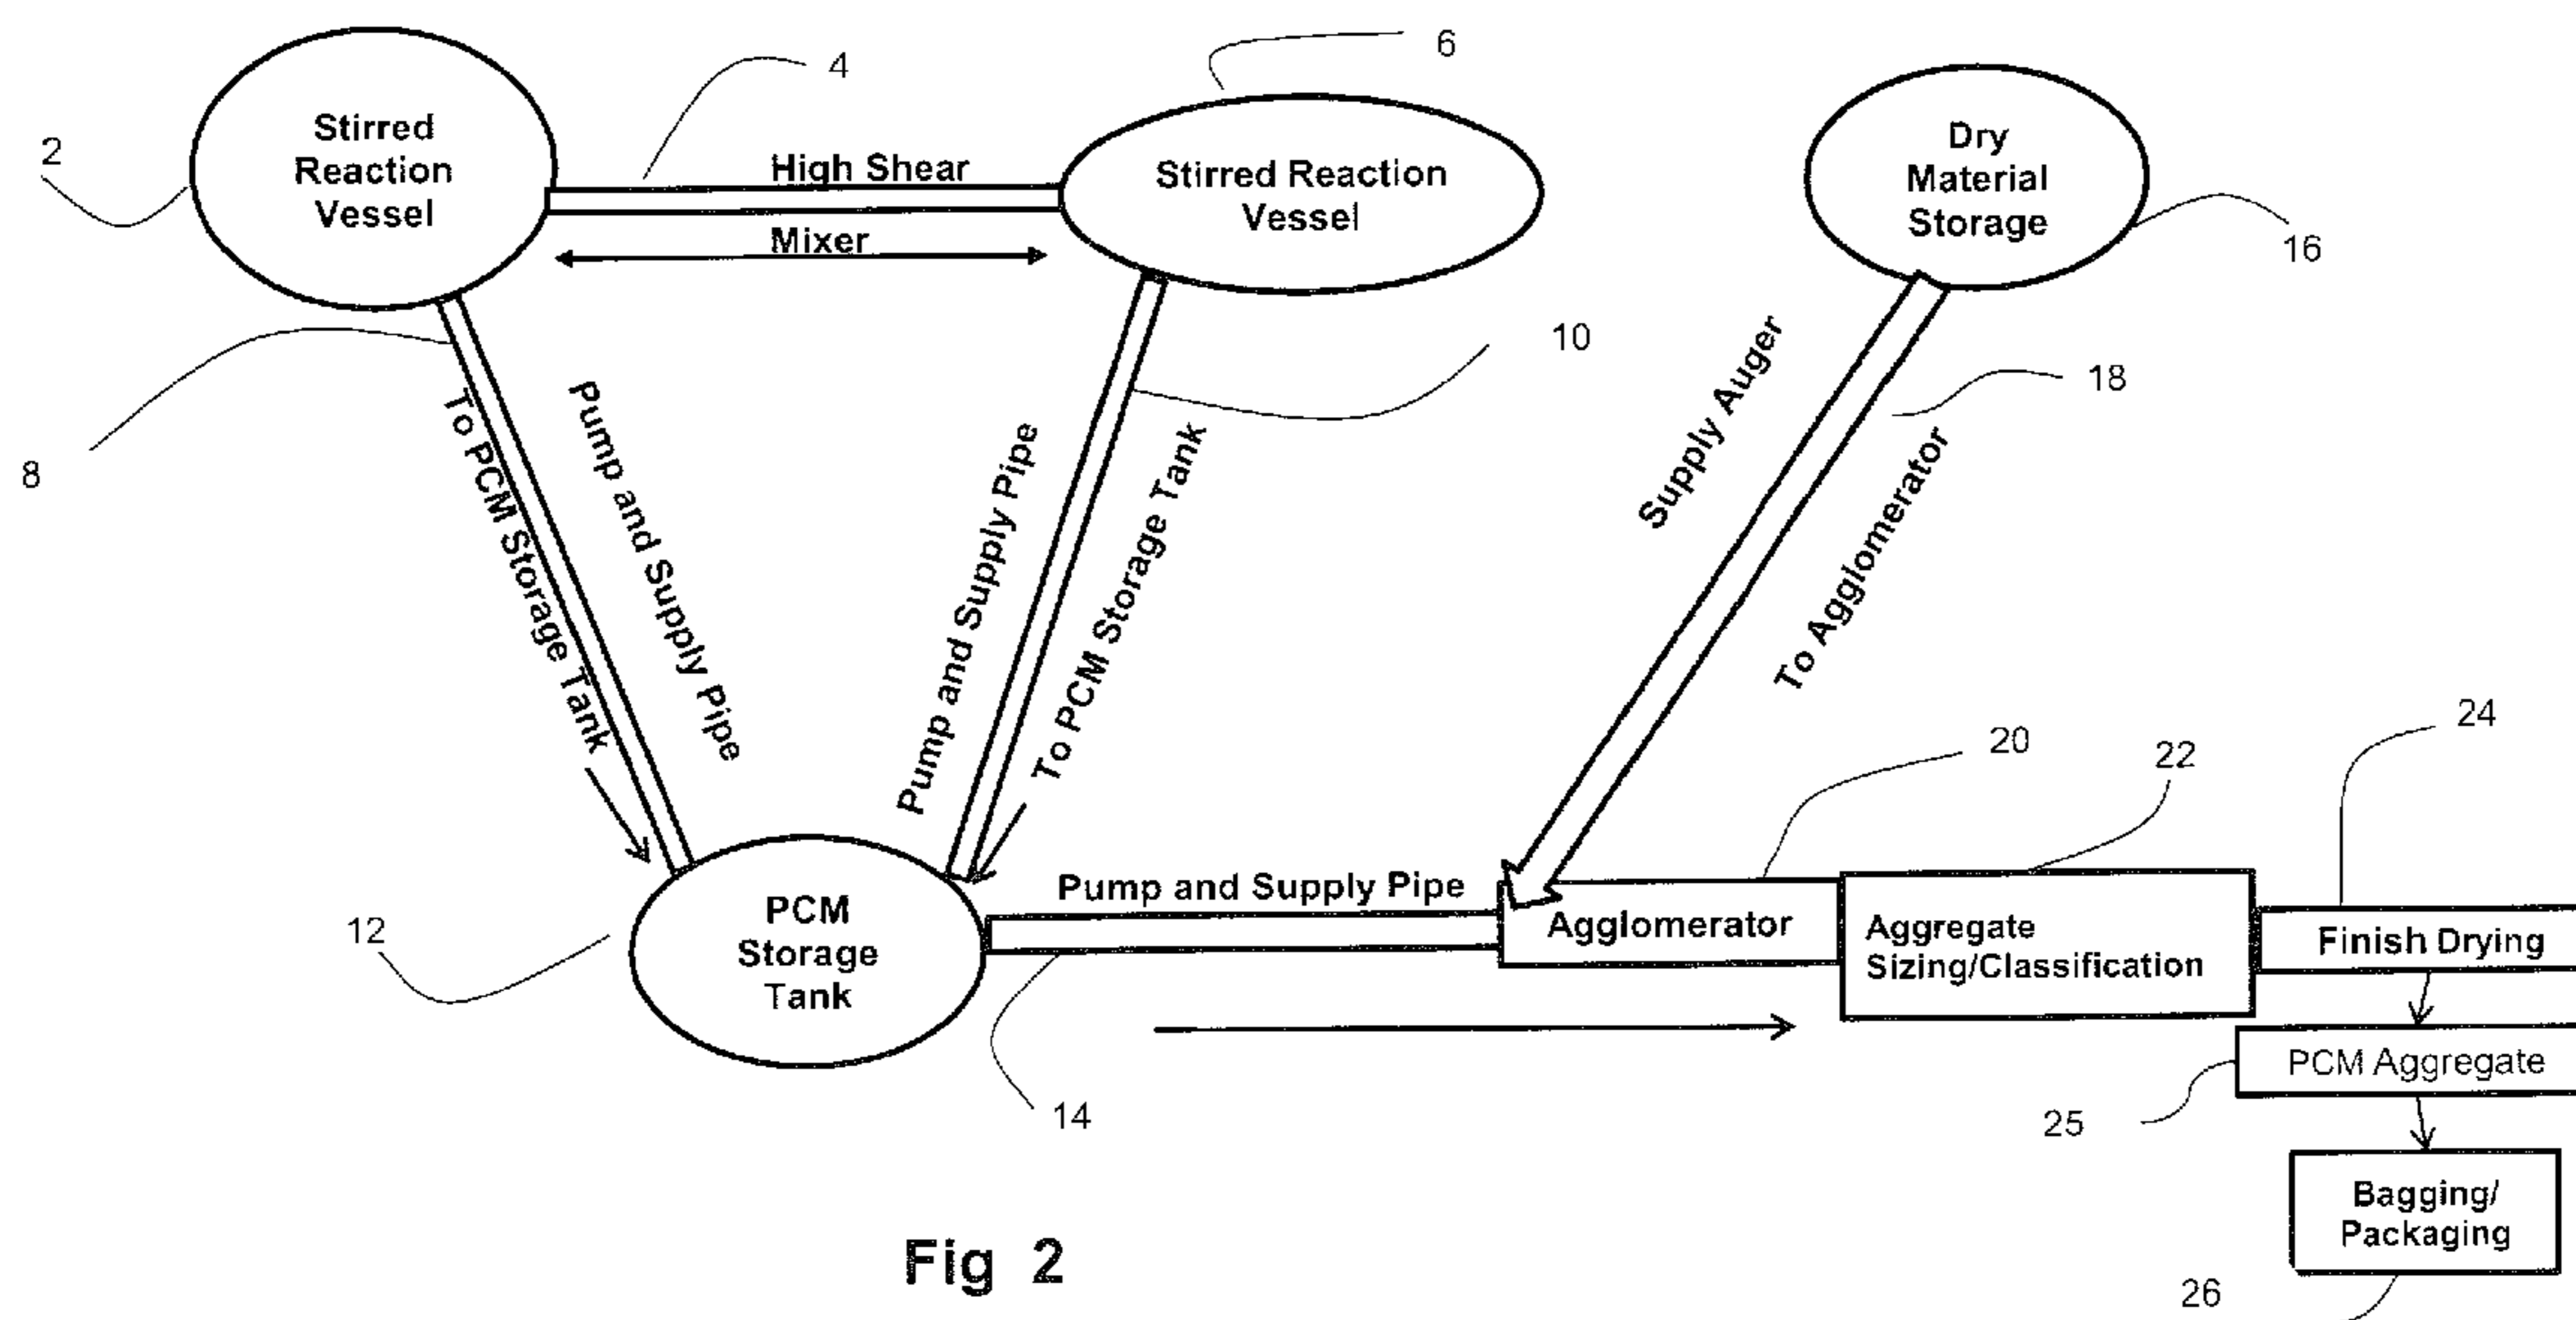 4
6
2
Stirred
Reaction
Vessel
High Shear
Mixer
Stirred Reaction
Vessel
Dry
Material
Storage
16
10
18
8
To PCM Storage Tank
Pump and Supply Pipe
Pump and Supply Pipe
To PCM Storage Tank
Supply Auger
To Agglomerator
20
22
24
12
PCM
Storage
Tank
Pump and Supply Pipe
Agglomerator
Aggregate
Sizing/Classification
Finish Drying
14
PCM Aggregate
25
Bagging/
Packaging
26
Fig 2